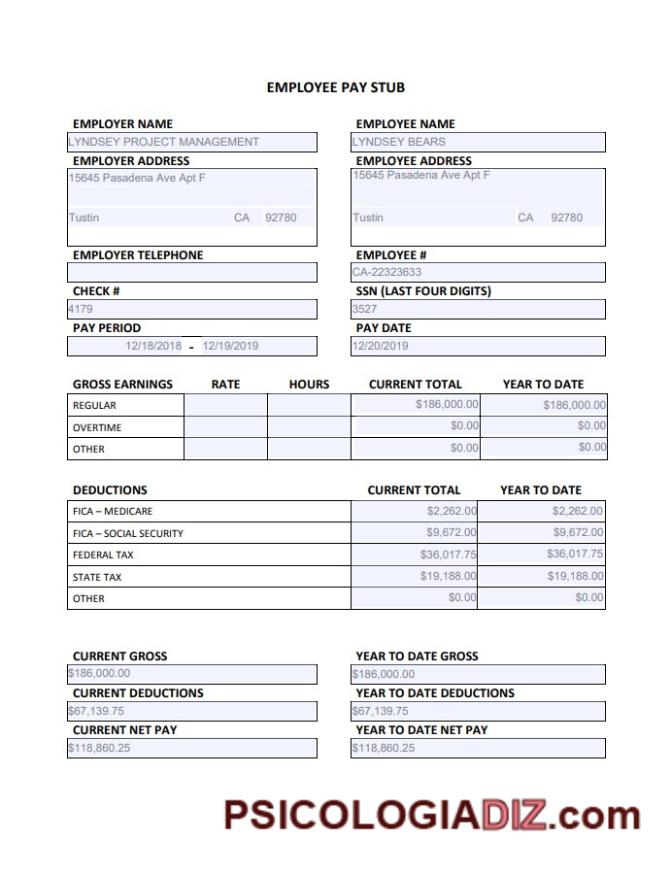 EMPLOYEE PAY STUB
EMPLOYER NAME EMPLOYEE NAME
LYNDSEY PROJECT MANAGEMENT LYNDSEY BEARS
EMPLOYER ADDRESS EMPLOYEE ADDRESS
15645 Pasadena Ave Apt F 15645 Pasadena Ave Apt F
Tustin CA 92780 Tustin CA 92780
EMPLOYER TELEPHONE EMPLOYEE #
CA-22323633
CHECK # SSN (LAST FOUR DIGITS)
4179 3527
PAY PERIOD PAY DATE
12/18/2018 - 12/19/2019 12/20/2019
GROSS EARNINGS RATE HOURS CURRENT TOTAL YEAR TO DATE
REGULAR $186,000.00 $186,000.00
OVERTIME $0.00 $0.00
OTHER $0.00 $0.00
DEDUCTIONS CURRENT TOTAL YEAR TO DATE
FICA – MEDICARE $2,262.00 $2,262.00
FICA – SOCIAL SECURITY $9,672.00 $9,672.00
FEDERAL TAX $36,017.75 $36,017.75
STATE TAX $19,188.00 $19,188.00
OTHER $0.00 $0.00
CURRENT GROSS YEAR TO DATE GROSS
$186,000.00 $186,000.00
CURRENT DEDUCTIONS YEAR TO DATE DEDUCTIONS
$67,139.75 $67,139.75
CURRENT NET PAY YEAR TO DATE NET PAY
$118,860.25 $118,860.25
PSICOLOGIADIZ.com